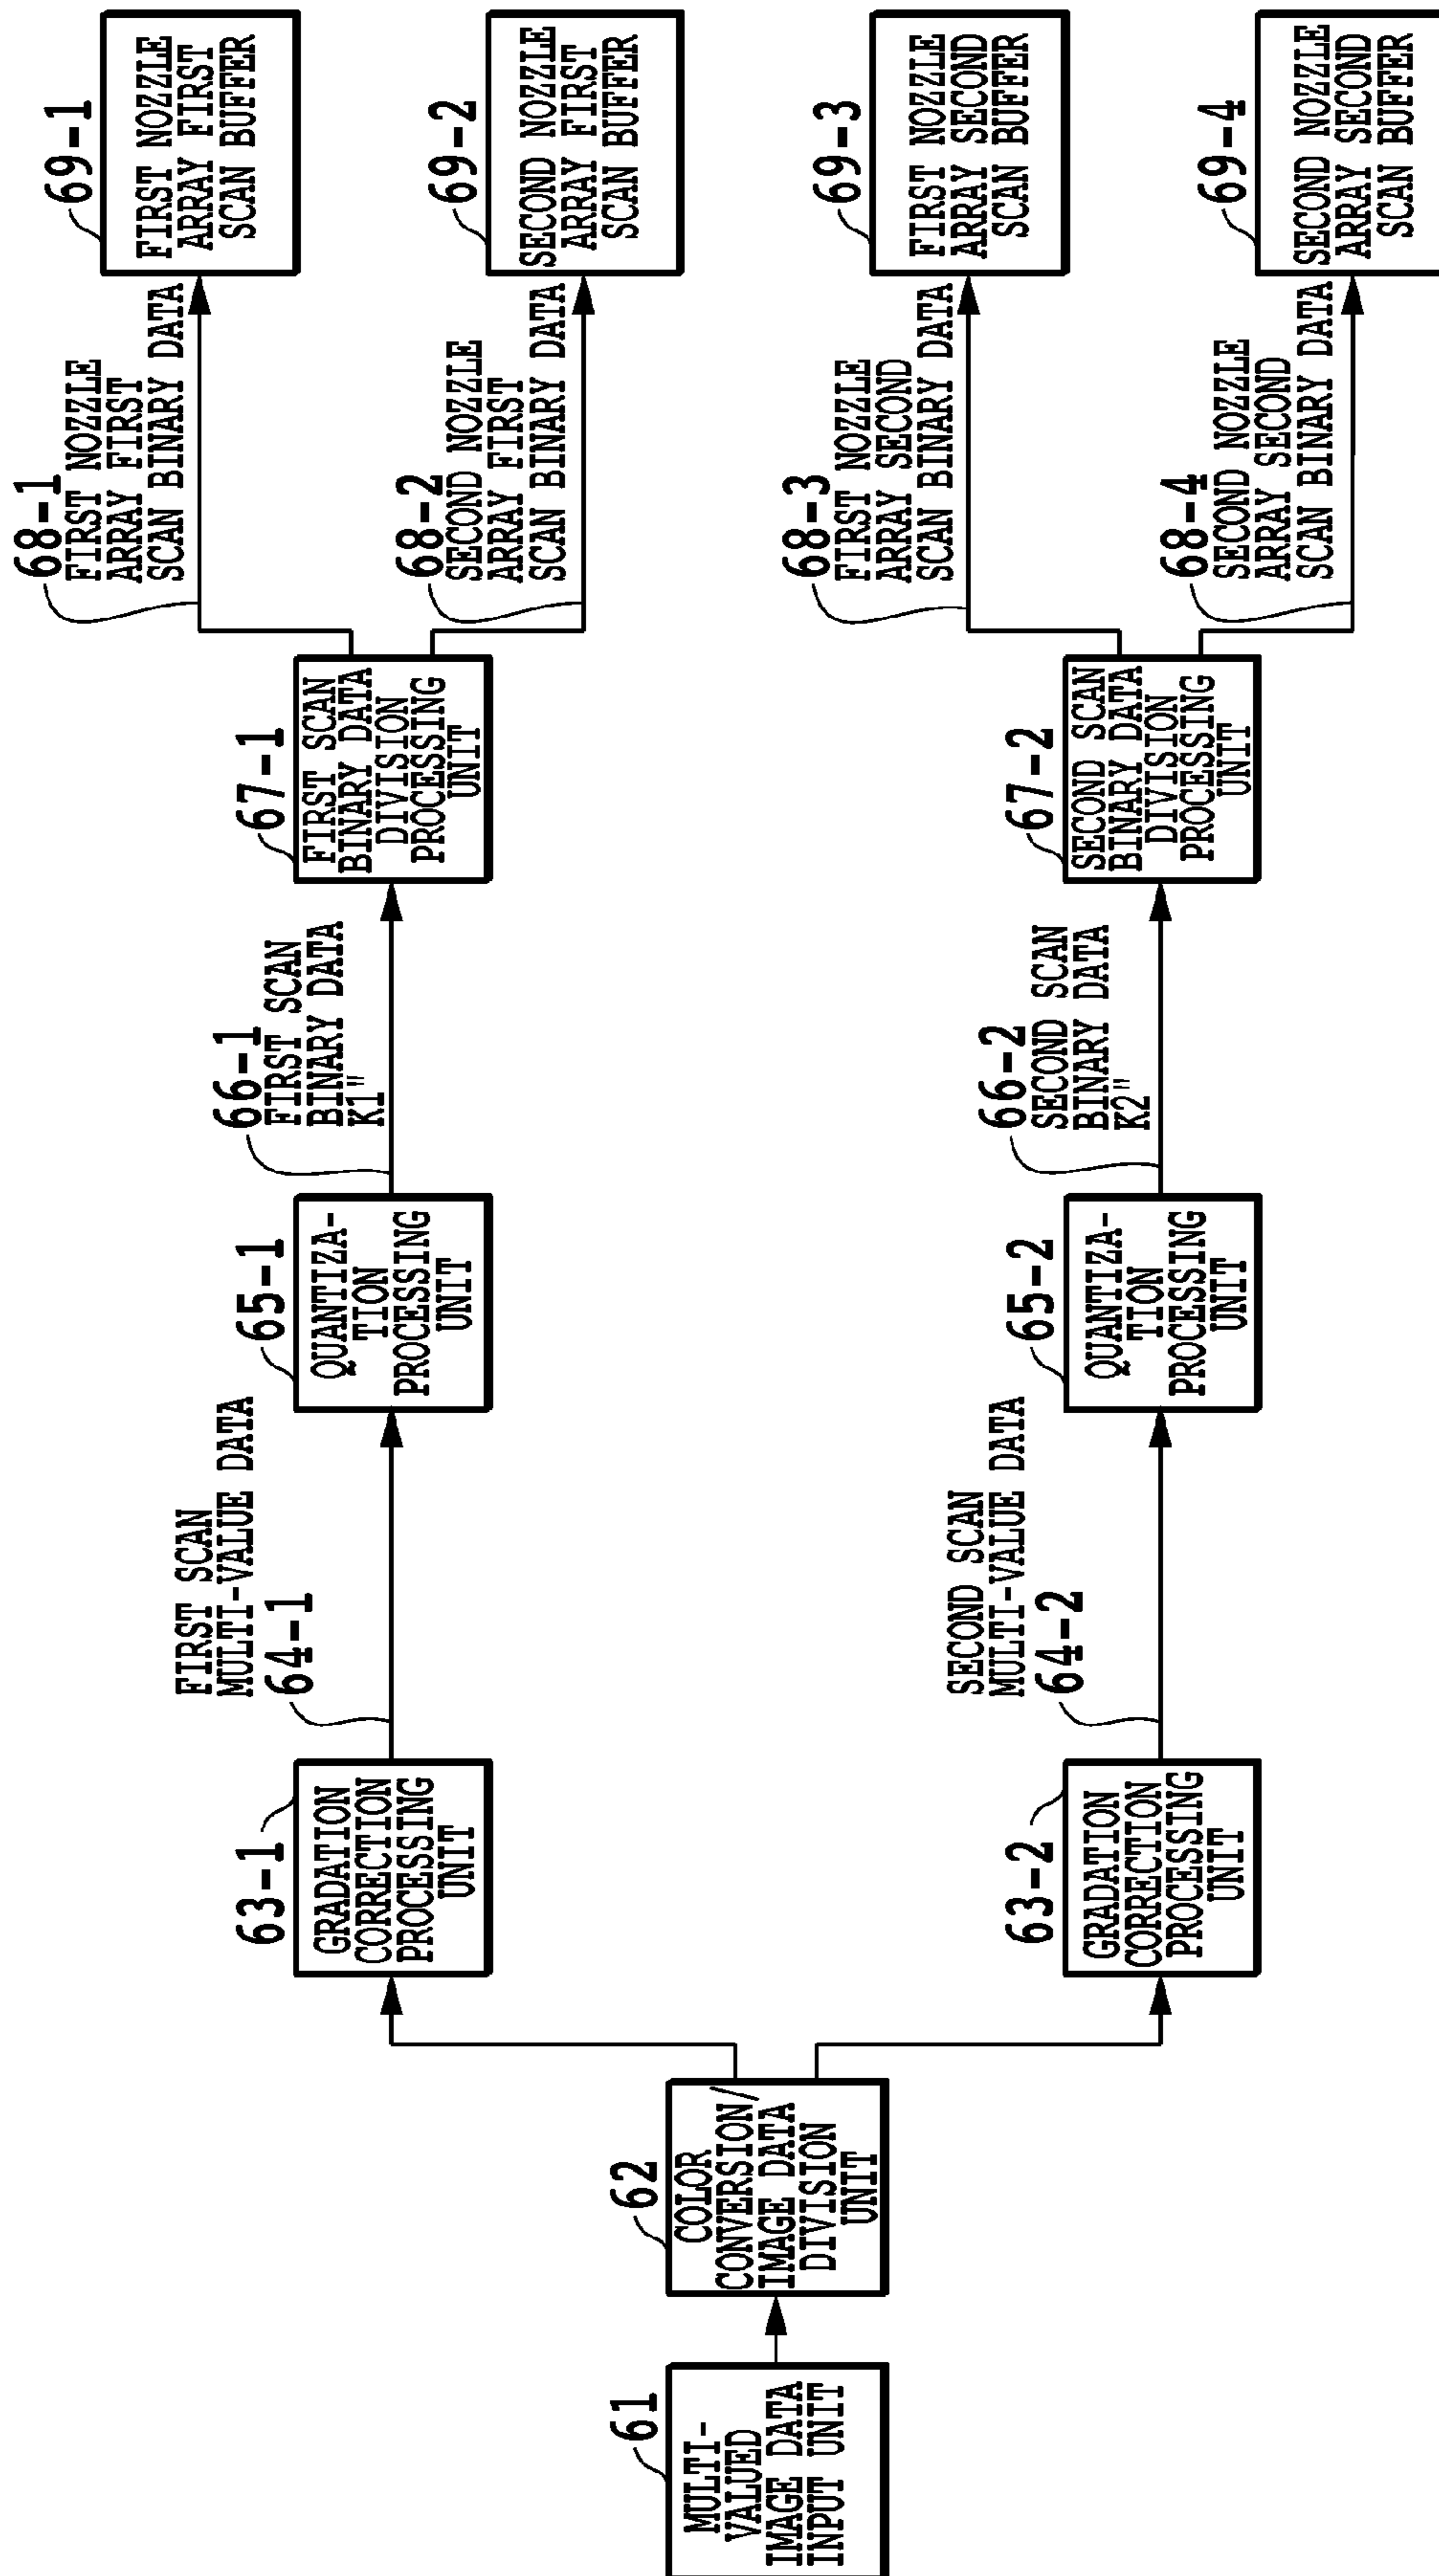 61
MULTI-
VALUED
IMAGE DATA
INPUT UNIT
62
COLOR
CONVERSION/
IMAGE DATA
DIVISION
UNIT
63-1
GRADATION
CORRECTION
PROCESSING
UNIT
FIRST SCAN
MULTI-VALUE DATA
64-1
65-1
QUANTIZA-
TION
PROCESSING
UNIT
66-1
FIRST SCAN
BINARY DATA
K1"
67-1
FIRST SCAN
BINARY DATA
DIVISION
PROCESSING
UNIT
68-1
FIRST NOZZLE
ARRAY FIRST
SCAN BINARY DATA
69-1
FIRST NOZZLE
ARRAY FIRST
SCAN BUFFER
68-2
SECOND NOZZLE
ARRAY FIRST
SCAN BINARY DATA
69-2
SECOND NOZZLE
ARRAY FIRST
SCAN BUFFER
63-2
GRADATION
CORRECTION
PROCESSING
UNIT
SECOND SCAN
MULTI-VALUE DATA
64-2
65-2
QUANTIZA-
TION
PROCESSING
UNIT
66-2
SECOND SCAN
BINARY DATA
K2"
67-2
SECOND SCAN
BINARY DATA
DIVISION
PROCESSING
UNIT
68-3
FIRST NOZZLE
ARRAY SECOND
SCAN BINARY DATA
69-3
FIRST NOZZLE
ARRAY SECOND
SCAN BUFFER
68-4
SECOND NOZZLE
ARRAY SECOND
SCAN BINARY DATA
69-4
SECOND NOZZLE
ARRAY SECOND
SCAN BUFFER